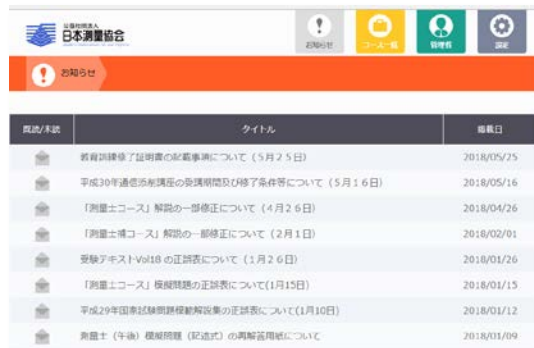 公益社団法人
日本測量協会
お知らせ
コース一覧
管理情
設定
お知らせ
既読/未読 タイトル 掲載日
教育訓練修了証明書の記載事項について(5月25日) 2018/05/25
平成30年通信添削講座の受講期間及び修了条件等について(5月16日) 2018/05/16
「測量士コース」解説の一部修正について(4月26日) 2018/04/26
「測量士補コース」解説の一部修正について(2月1日) 2018/02/01
受験テキストVol18 の正誤表について(1月26日) 2018/01/26
「測量士コース」模擬問題の正誤表について(1月15日) 2018/01/15
平成29年国家試験問題模範解説集の正誤表について(1月10日) 2018/01/12
測量士(午後)模擬問題(記述式)の再解答用紙について 2018/01/09